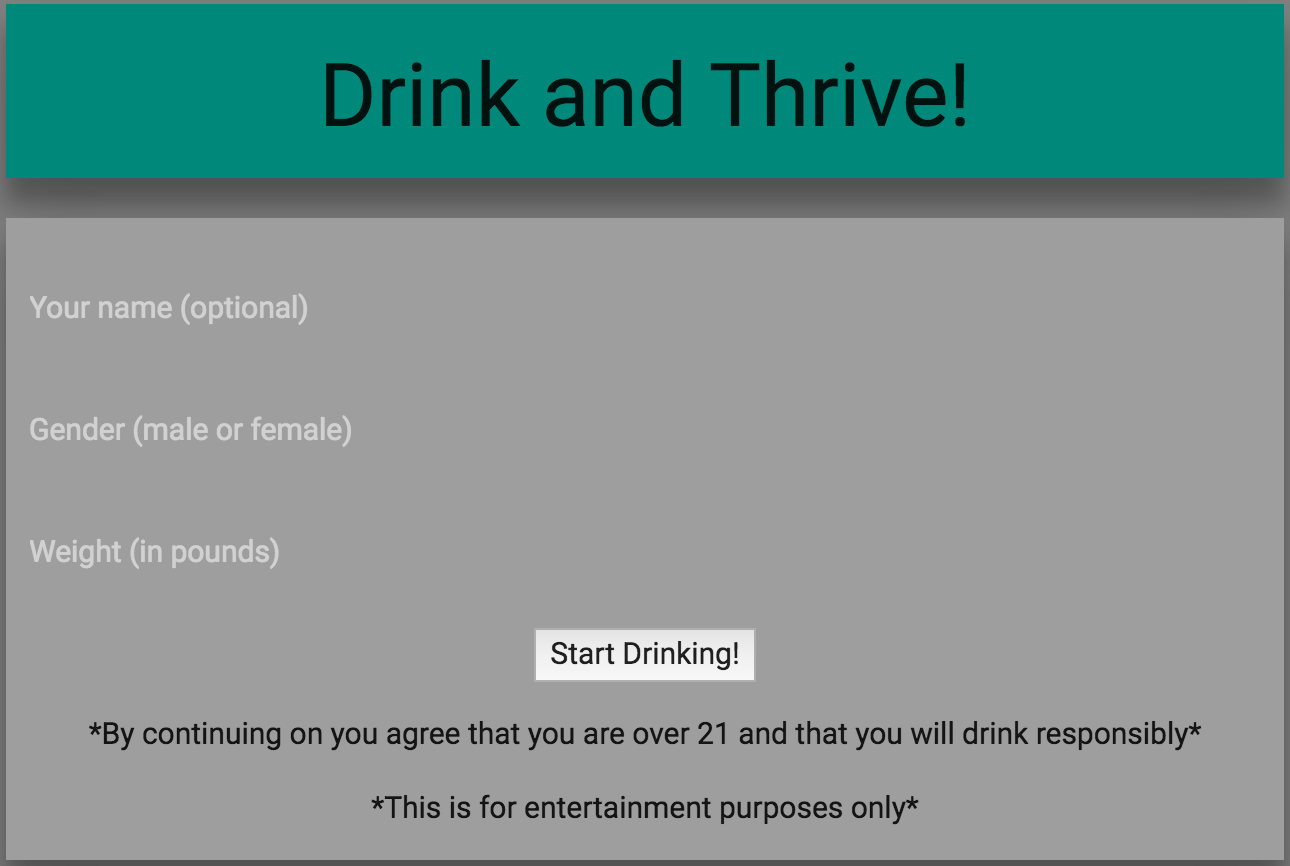 Drink and Thrive!
Your name (optional)
Gender (male or female)
Weight (in pounds)
Start Drinking!
*By continuing on you agree that you are over 21 and that you will drink responsibly*
*This is for entertainment purposes only*